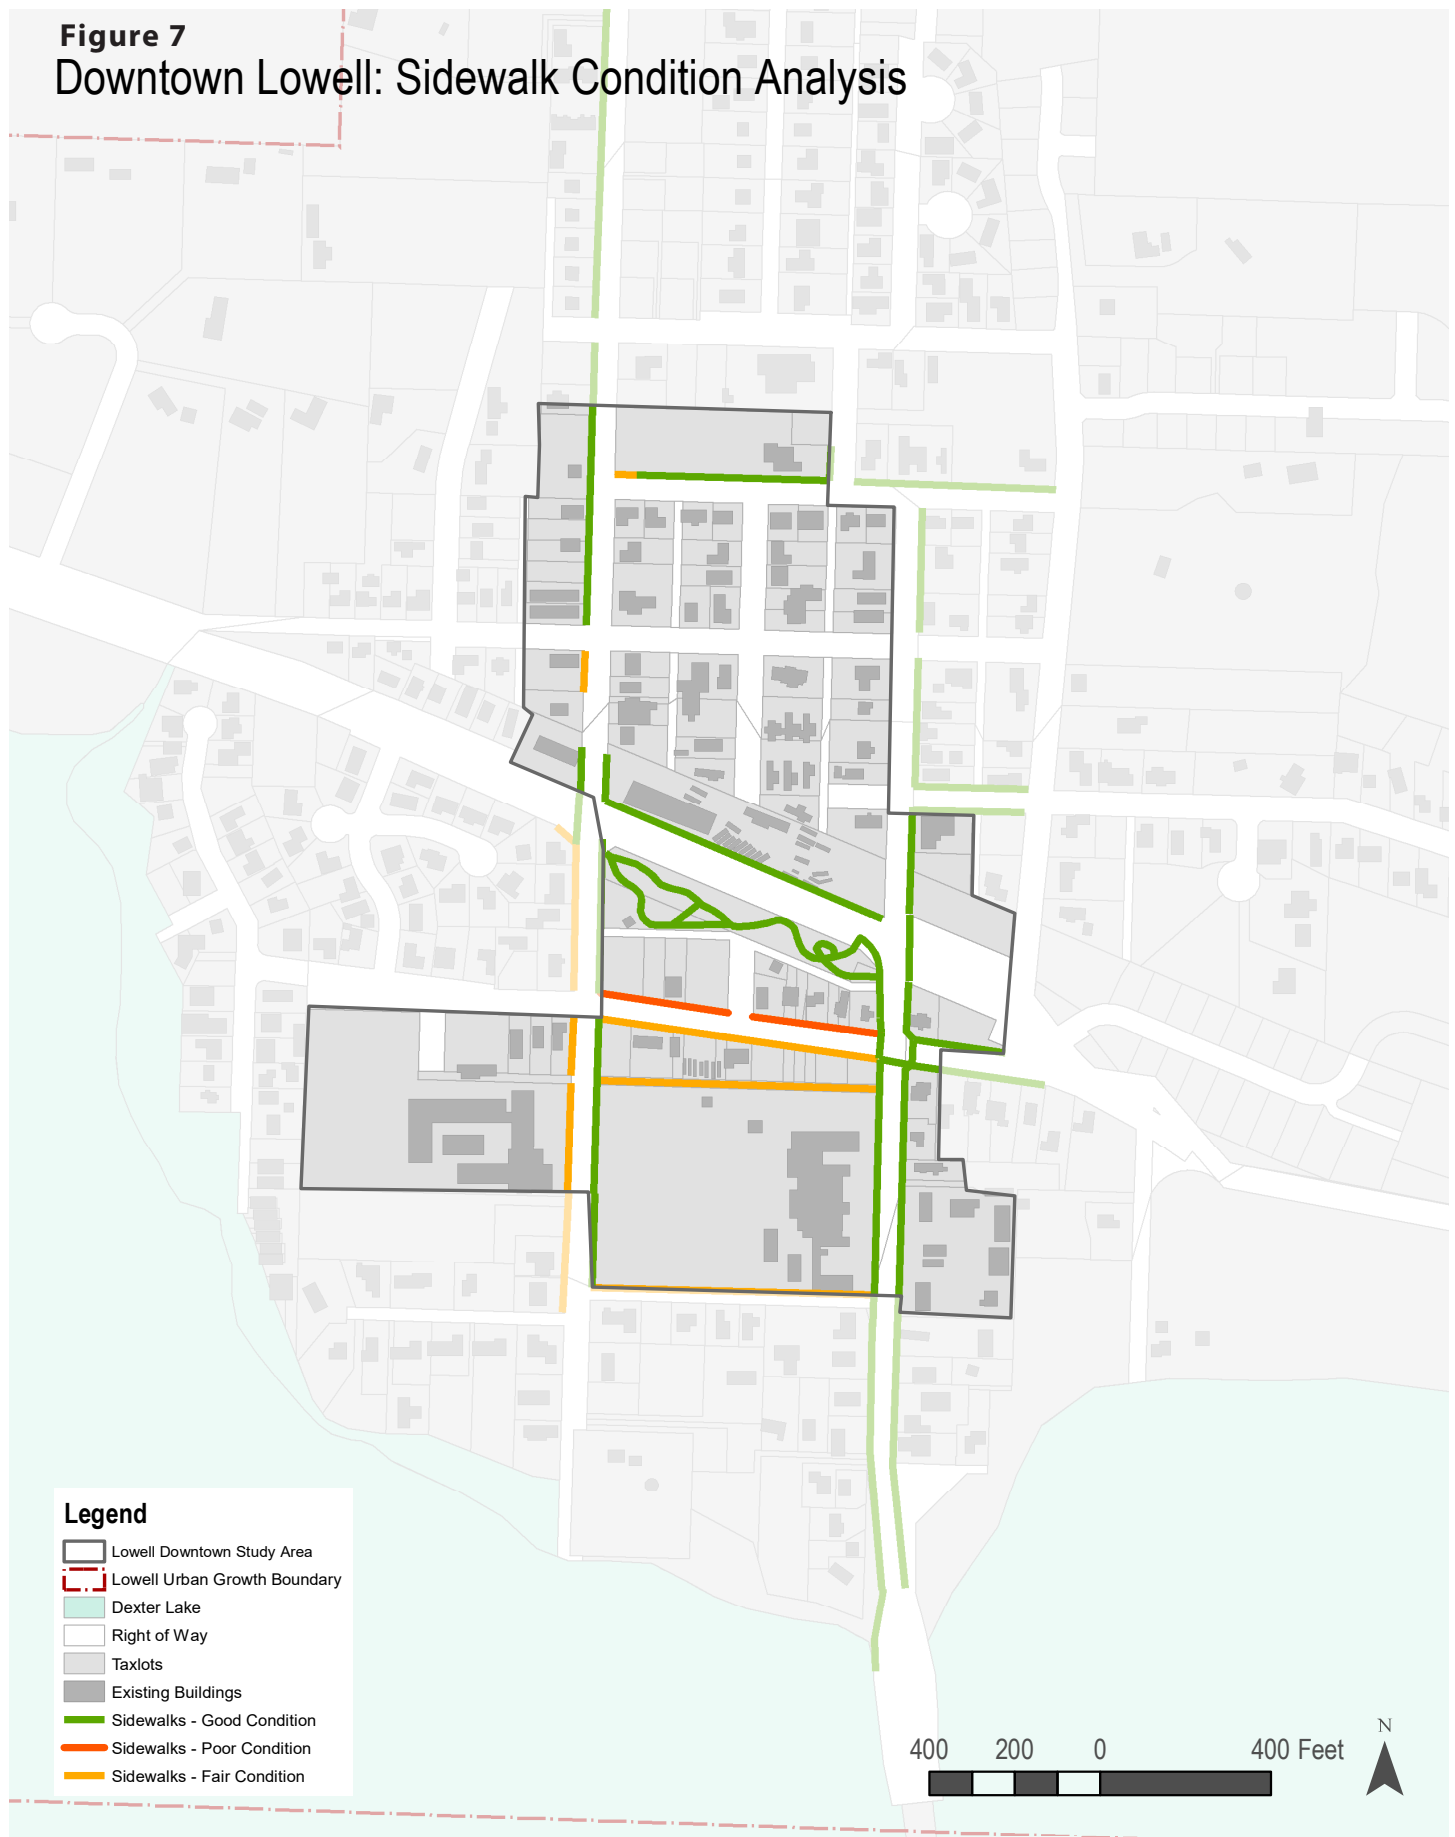 Figure 7
Downtown Lowell: Sidewalk Condition Analysis
Legend
Lowell Downtown Study Area
Lowell Urban Growth Boundary
Dexter Lake
Right of Way
Taxlots
Existing Buildings
Sidewalks - Good Condition
Sidewalks - Poor Condition
Sidewalks - Fair Condition
400 200 0 400 Feet
N